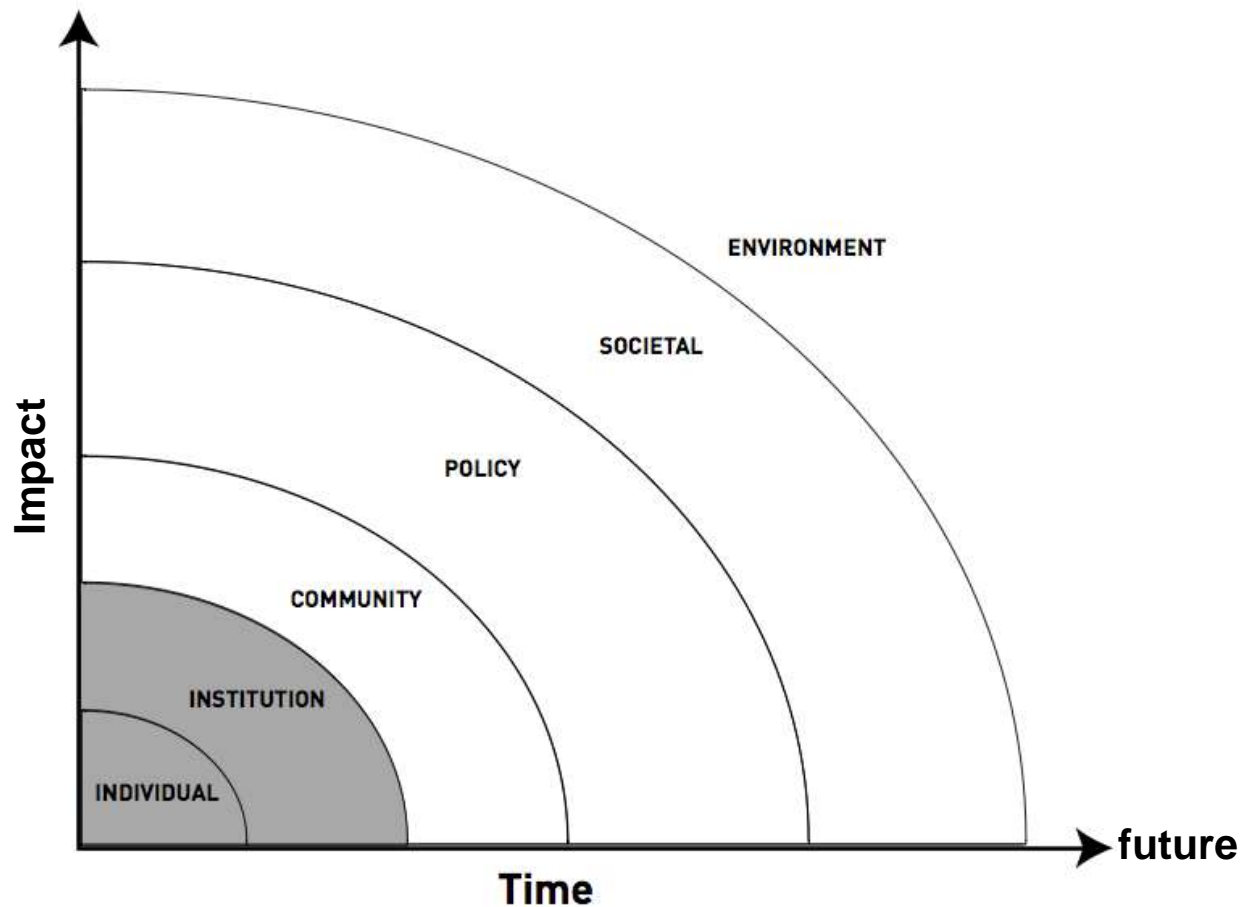 ENVIRONMENT
SOCIETAL
POLICY
Impact
COMMUNITY
INSTITUTION
INDIVIDUAL
future
Time